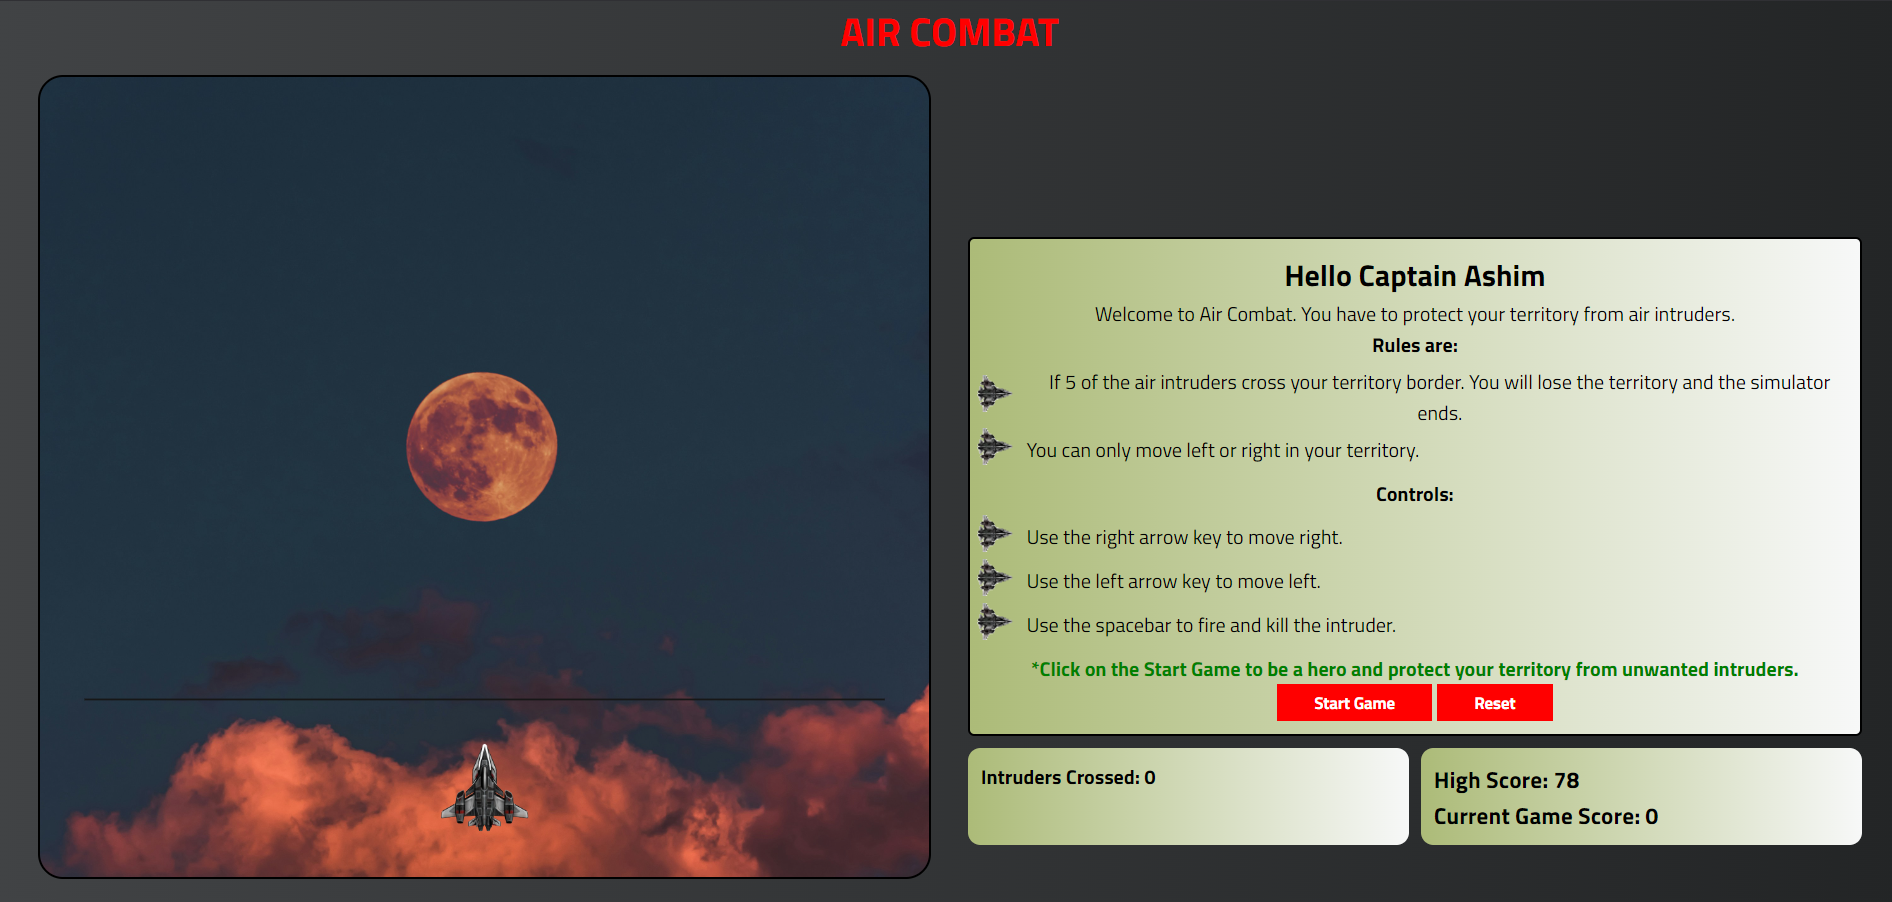 AIR COMBAT
Hello Captain Ashim
Welcome to Air Combat. You have to protect your territory from air intruders.
Rules are:
If 5 of the air intruders cross your territory border. You will lose the territory and the simulator
ends.
You can only move left or right in your territory.
Controls:
Use the right arrow key to move right.
Use the left arrow key to move left.
Use the spacebar to fire and kill the intruder.
*Click on the Start Game to be a hero and protect your territory from unwanted intruders.
Start Game Reset
Intruders Crossed: 0
High Score: 78
Current Game Score: 0